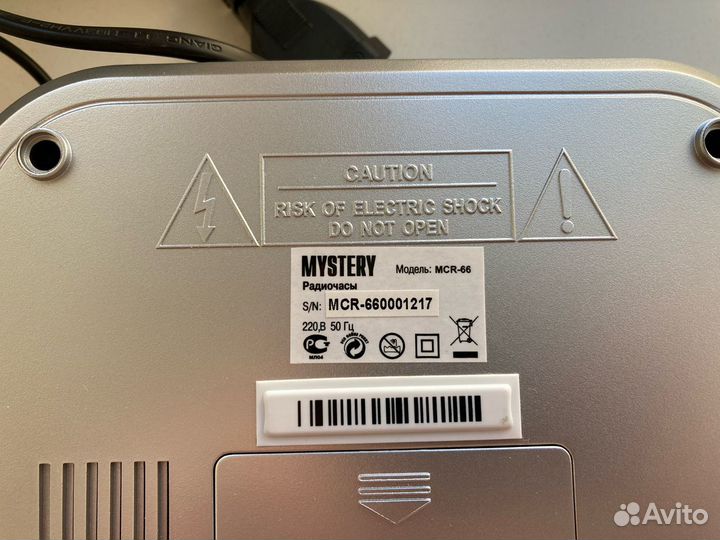 CAUTION
RISK OF ELECTRIC SHOCK
DO NOT OPEN
MYSTERY Модель: MCR-66
Радиочасы
S/N: MCR-660001217
220,В 50 Гц
МЛ04
Avito